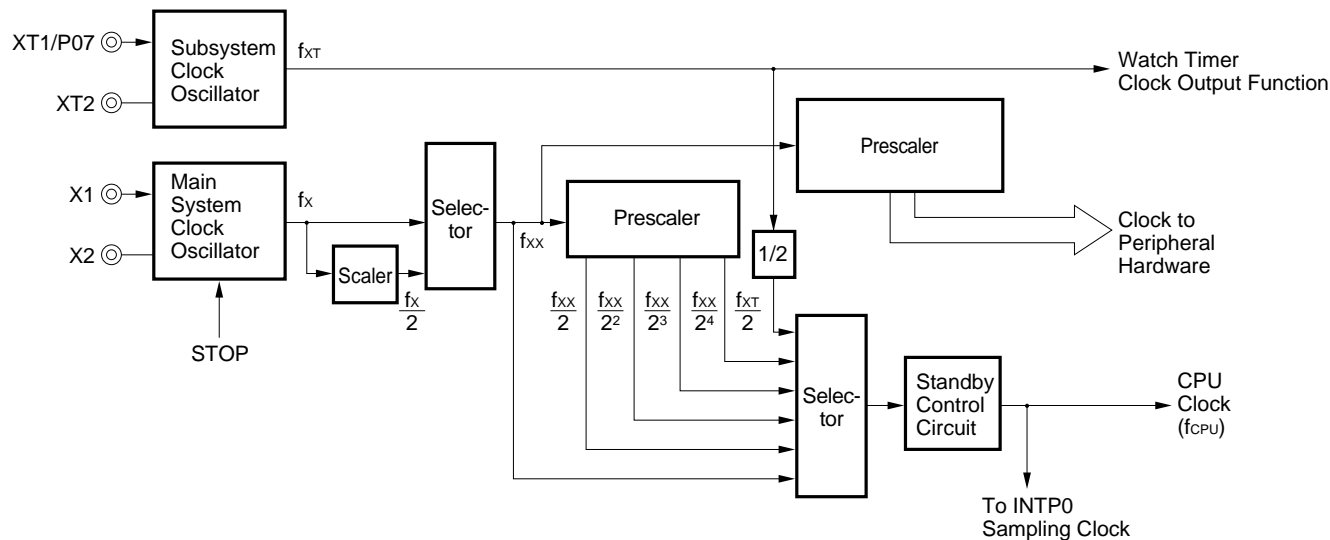 XT1/P07
XT2
Subsystem
Clock
Oscillator
fXT
Watch Timer
Clock Output Function
X1
X2
Main
System
Clock
Oscillator
STOP
fX
Scaler
fX/2
Selec-
tor
fXX
Prescaler
Prescaler
Clock to
Peripheral
Hardware
1/2
fXX/2 fXX/2² fXX/2³ fXX/2⁴ fXT/2
Selec-
tor
Standby
Control
Circuit
CPU
Clock
(fCPU)
To INTP0
Sampling Clock